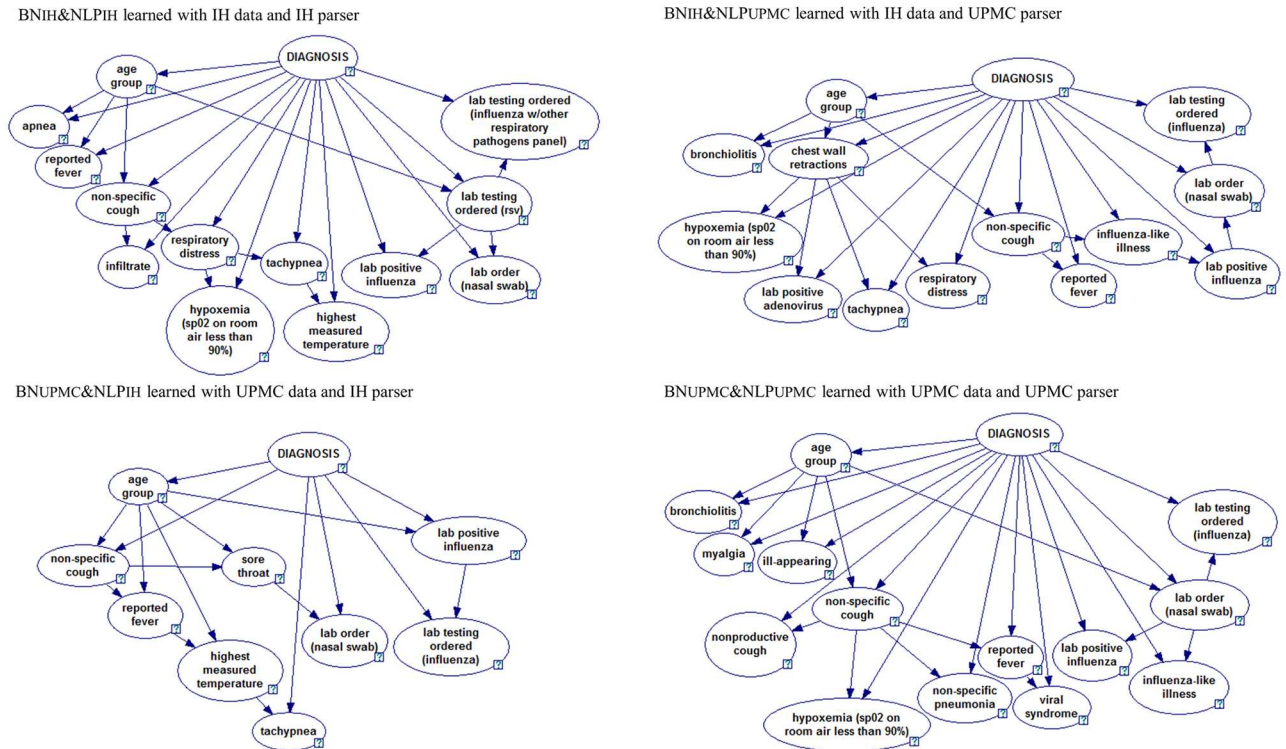 BNIH&NLPIH learned with IH data and IH parser
DIAGNOSIS
?
age
group
?
apnea
?
reported
fever
?
non-specific
cough
?
infiltrate
?
respiratory
distress
?
tachypnea
?
hypoxemia
(sp02 on room
air less than
90%)
?
highest
measured
temperature
?
lab positive
influenza
?
lab testing
ordered
(influenza w/other
respiratory
pathogens panel)
?
lab testing
ordered (rsv)
?
lab order
(nasal swab)
?
BNIH&NLPUPMC learned with IH data and UPMC parser
DIAGNOSIS
?
age
group
?
bronchiolitis
?
chest wall
retractions
?
hypoxemia (sp02
on room air less
than 90%)
?
lab positive
adenovirus
?
tachypnea
?
respiratory
distress
?
non-specific
cough
?
reported
fever
?
influenza-like
illness
?
lab testing
ordered
(influenza)
?
lab order
(nasal swab)
?
lab positive
influenza
?
BNUPMC&NLPIH learned with UPMC data and IH parser
DIAGNOSIS
?
age
group
?
non-specific
cough
?
reported
fever
?
sore
throat
?
highest
measured
temperature
?
tachypnea
?
lab order
(nasal swab)
?
lab positive
influenza
?
lab testing
ordered
(influenza)
?
BNUPMC&NLPUPMC learned with UPMC data and UPMC parser
DIAGNOSIS
?
age
group
?
bronchiolitis
?
myalgia
?
ill-appearing
?
non-specific
cough
?
nonproductive
cough
?
hypoxemia (sp02 on
room air less than 90%)
?
non-specific
pneumonia
?
reported
fever
?
viral
syndrome
?
lab positive
influenza
?
lab testing
ordered
(influenza)
?
lab order
(nasal swab)
?
influenza-like
illness
?